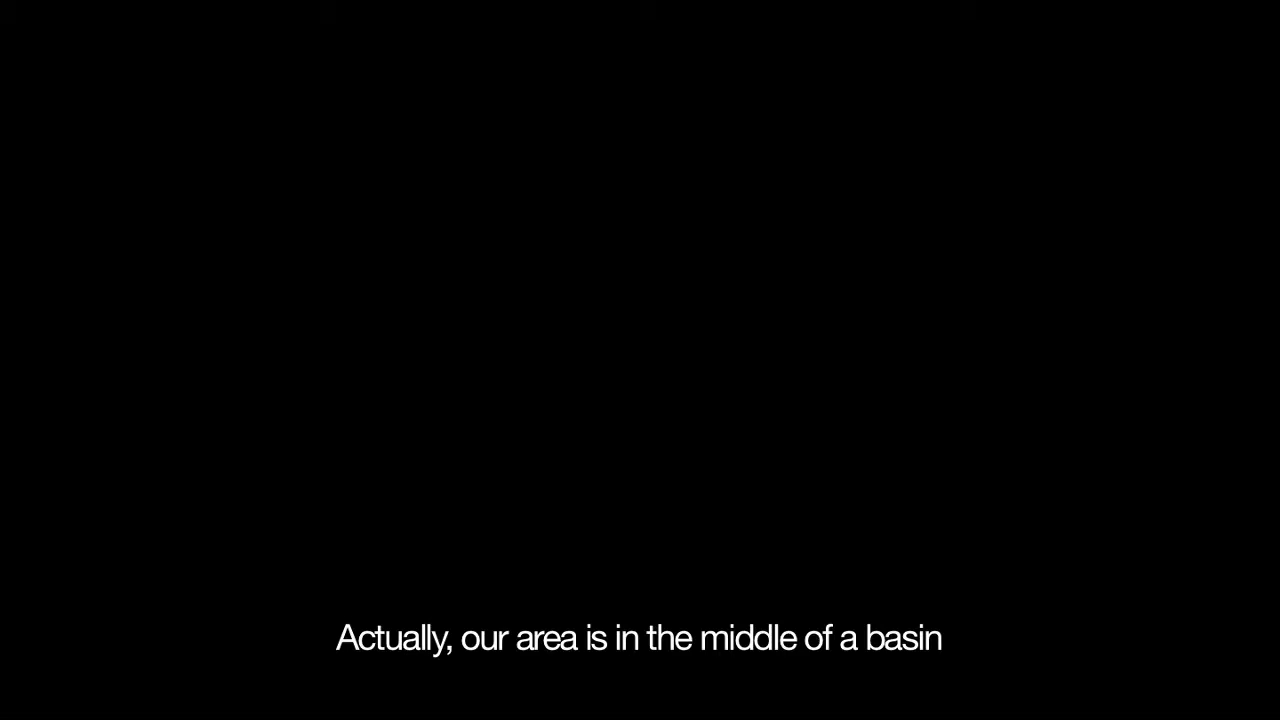 Actually, our area is in the middle of a basin